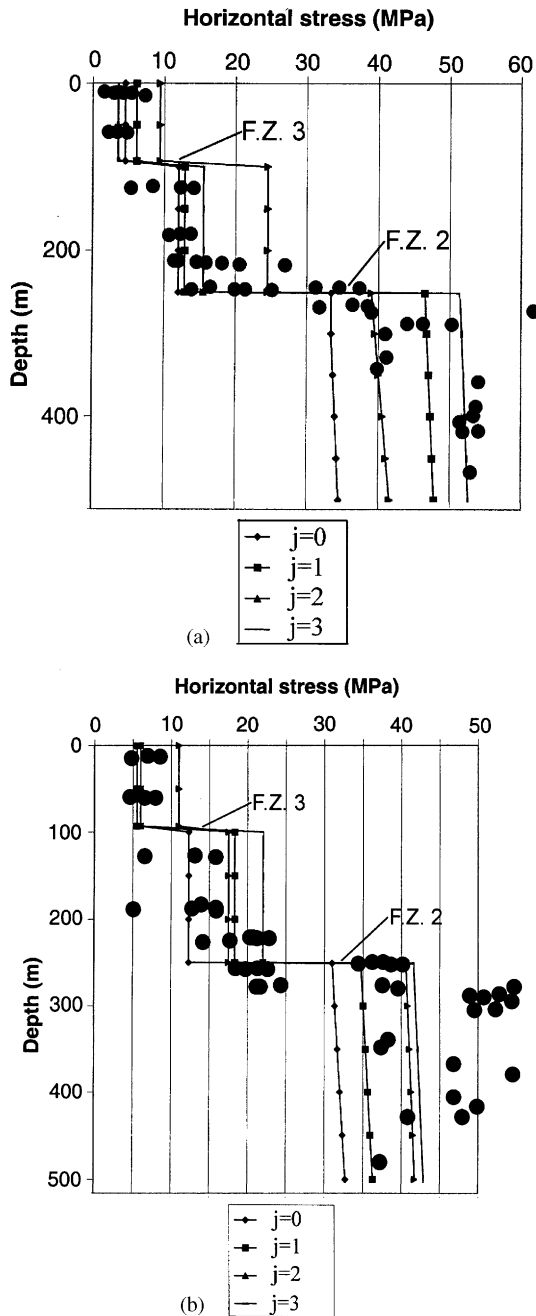 Horizontal stress (MPa)
0 10 20 30 40 50 60
0
F.Z. 3
200
F.Z. 2
Depth (m)
400
j=0
j=1
j=2
j=3
(a)
Horizontal stress (MPa)
0 10 20 30 40 50
0
F.Z. 3
100
200
F.Z. 2
Depth (m)
300
400
500
j=0
j=1
j=2
j=3
(b)